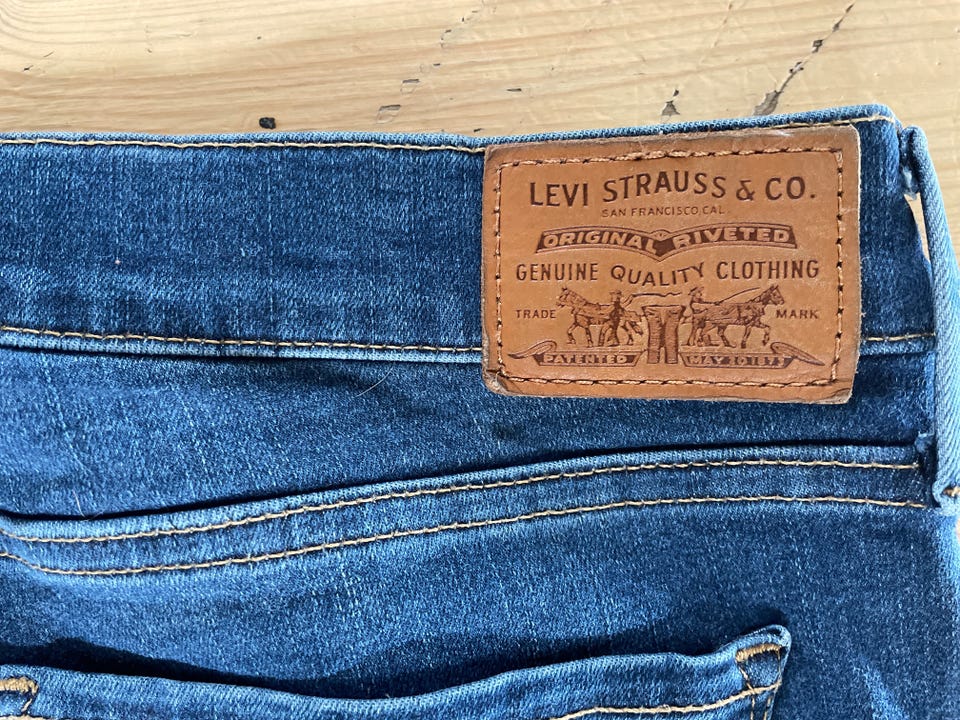 LEVI STRAUSS & CO.
SAN FRANCISCO CAL.
ORIGINAL RIVETED
GENUINE QUALITY CLOTHING
TRADE MARK
PATENTED MAY 20 1873